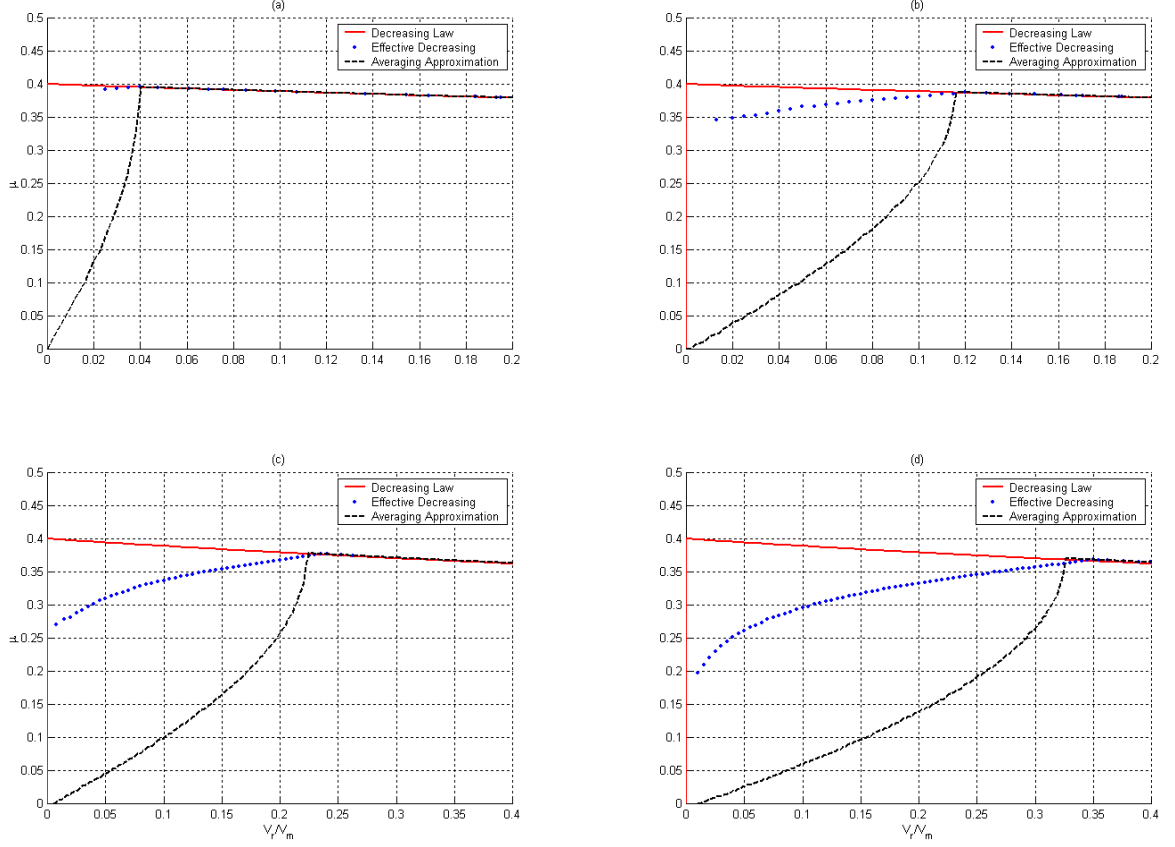 (a)
0.5
0.45
0.4
0.35
0.3
0.25
0.2
0.15
0.1
0.05
0
μ
Decreasing Law
Effective Decreasing
Averaging Approximation
0 0.02 0.04 0.06 0.08 0.1 0.12 0.14 0.16 0.18 0.2
(b)
0.5
0.45
0.4
0.35
0.3
0.25
0.2
0.15
0.1
0.05
0
Decreasing Law
Effective Decreasing
Averaging Approximation
0.02 0.04 0.06 0.08 0.1 0.12 0.14 0.16 0.18 0.2
(c)
0.5
0.45
0.4
0.35
0.3
0.25
0.2
0.15
0.1
0.05
0
μ
Decreasing Law
Effective Decreasing
Averaging Approximation
0 0.05 0.1 0.15 0.2 0.25 0.3 0.35 0.4
V_r/V_m
(d)
0.5
0.45
0.4
0.35
0.3
0.25
0.2
0.15
0.1
0.05
0
Decreasing Law
Effective Decreasing
Averaging Approximation
0 0.05 0.1 0.15 0.2 0.25 0.3 0.35 0.4
V_r/V_m